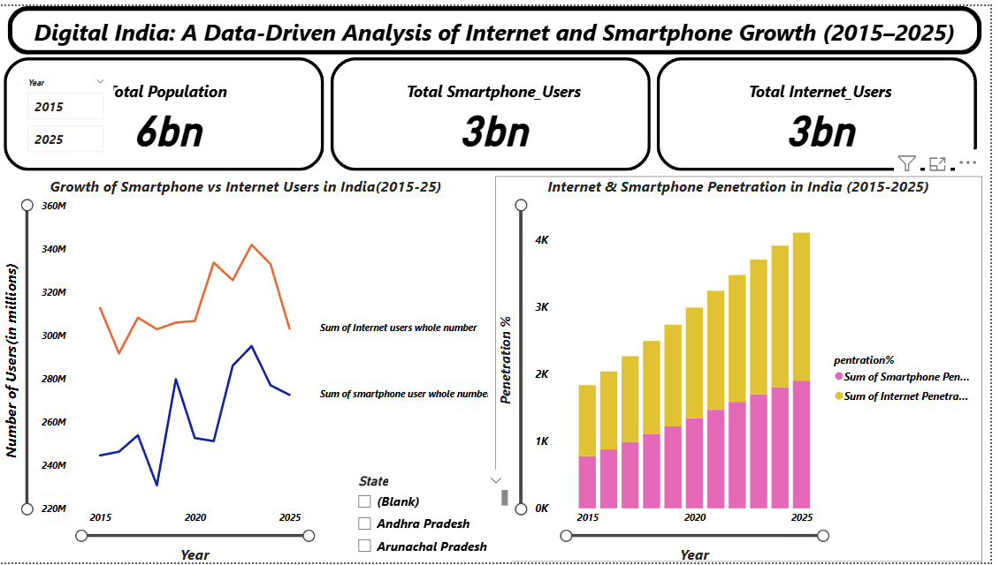 Digital India: A Data-Driven Analysis of Internet and Smartphone Growth (2015–2025)
Year
2015
2025
Total Population
6bn
Total Smartphone_Users
3bn
Total Internet_Users
3bn
Growth of Smartphone vs Internet Users in India(2015-25)
Number of Users(in millions)
360M
340M
320M
300M
280M
260M
240M
220M
Sum of Internet users whole number
Sum of smartphone user whole number
2015
2020
2025
Year
State
(Blank)
Andhra Pradesh
Arunachal Pradesh
Internet & Smartphone Penetration in India (2015-2025)
Penetration %
4K
3K
2K
1K
0K
2015
2020
2025
Year
pentration%
Sum of Smartphone Pen...
Sum of Internet Penetra...